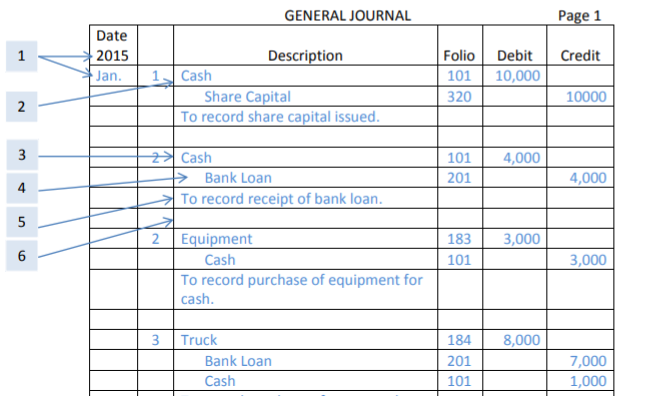 GENERAL JOURNAL Page 1
Date
1 2015 Description Folio Debit Credit
Jan. 1 Cash 101 10,000
2 Share Capital 320 10000
To record share capital issued.
3 2 Cash 101 4,000
4 Bank Loan 201 4,000
To record receipt of bank loan.
5
6 2 Equipment 183 3,000
Cash 101 3,000
To record purchase of equipment for
cash.
3 Truck 184 8,000
Bank Loan 201 7,000
Cash 101 1,000